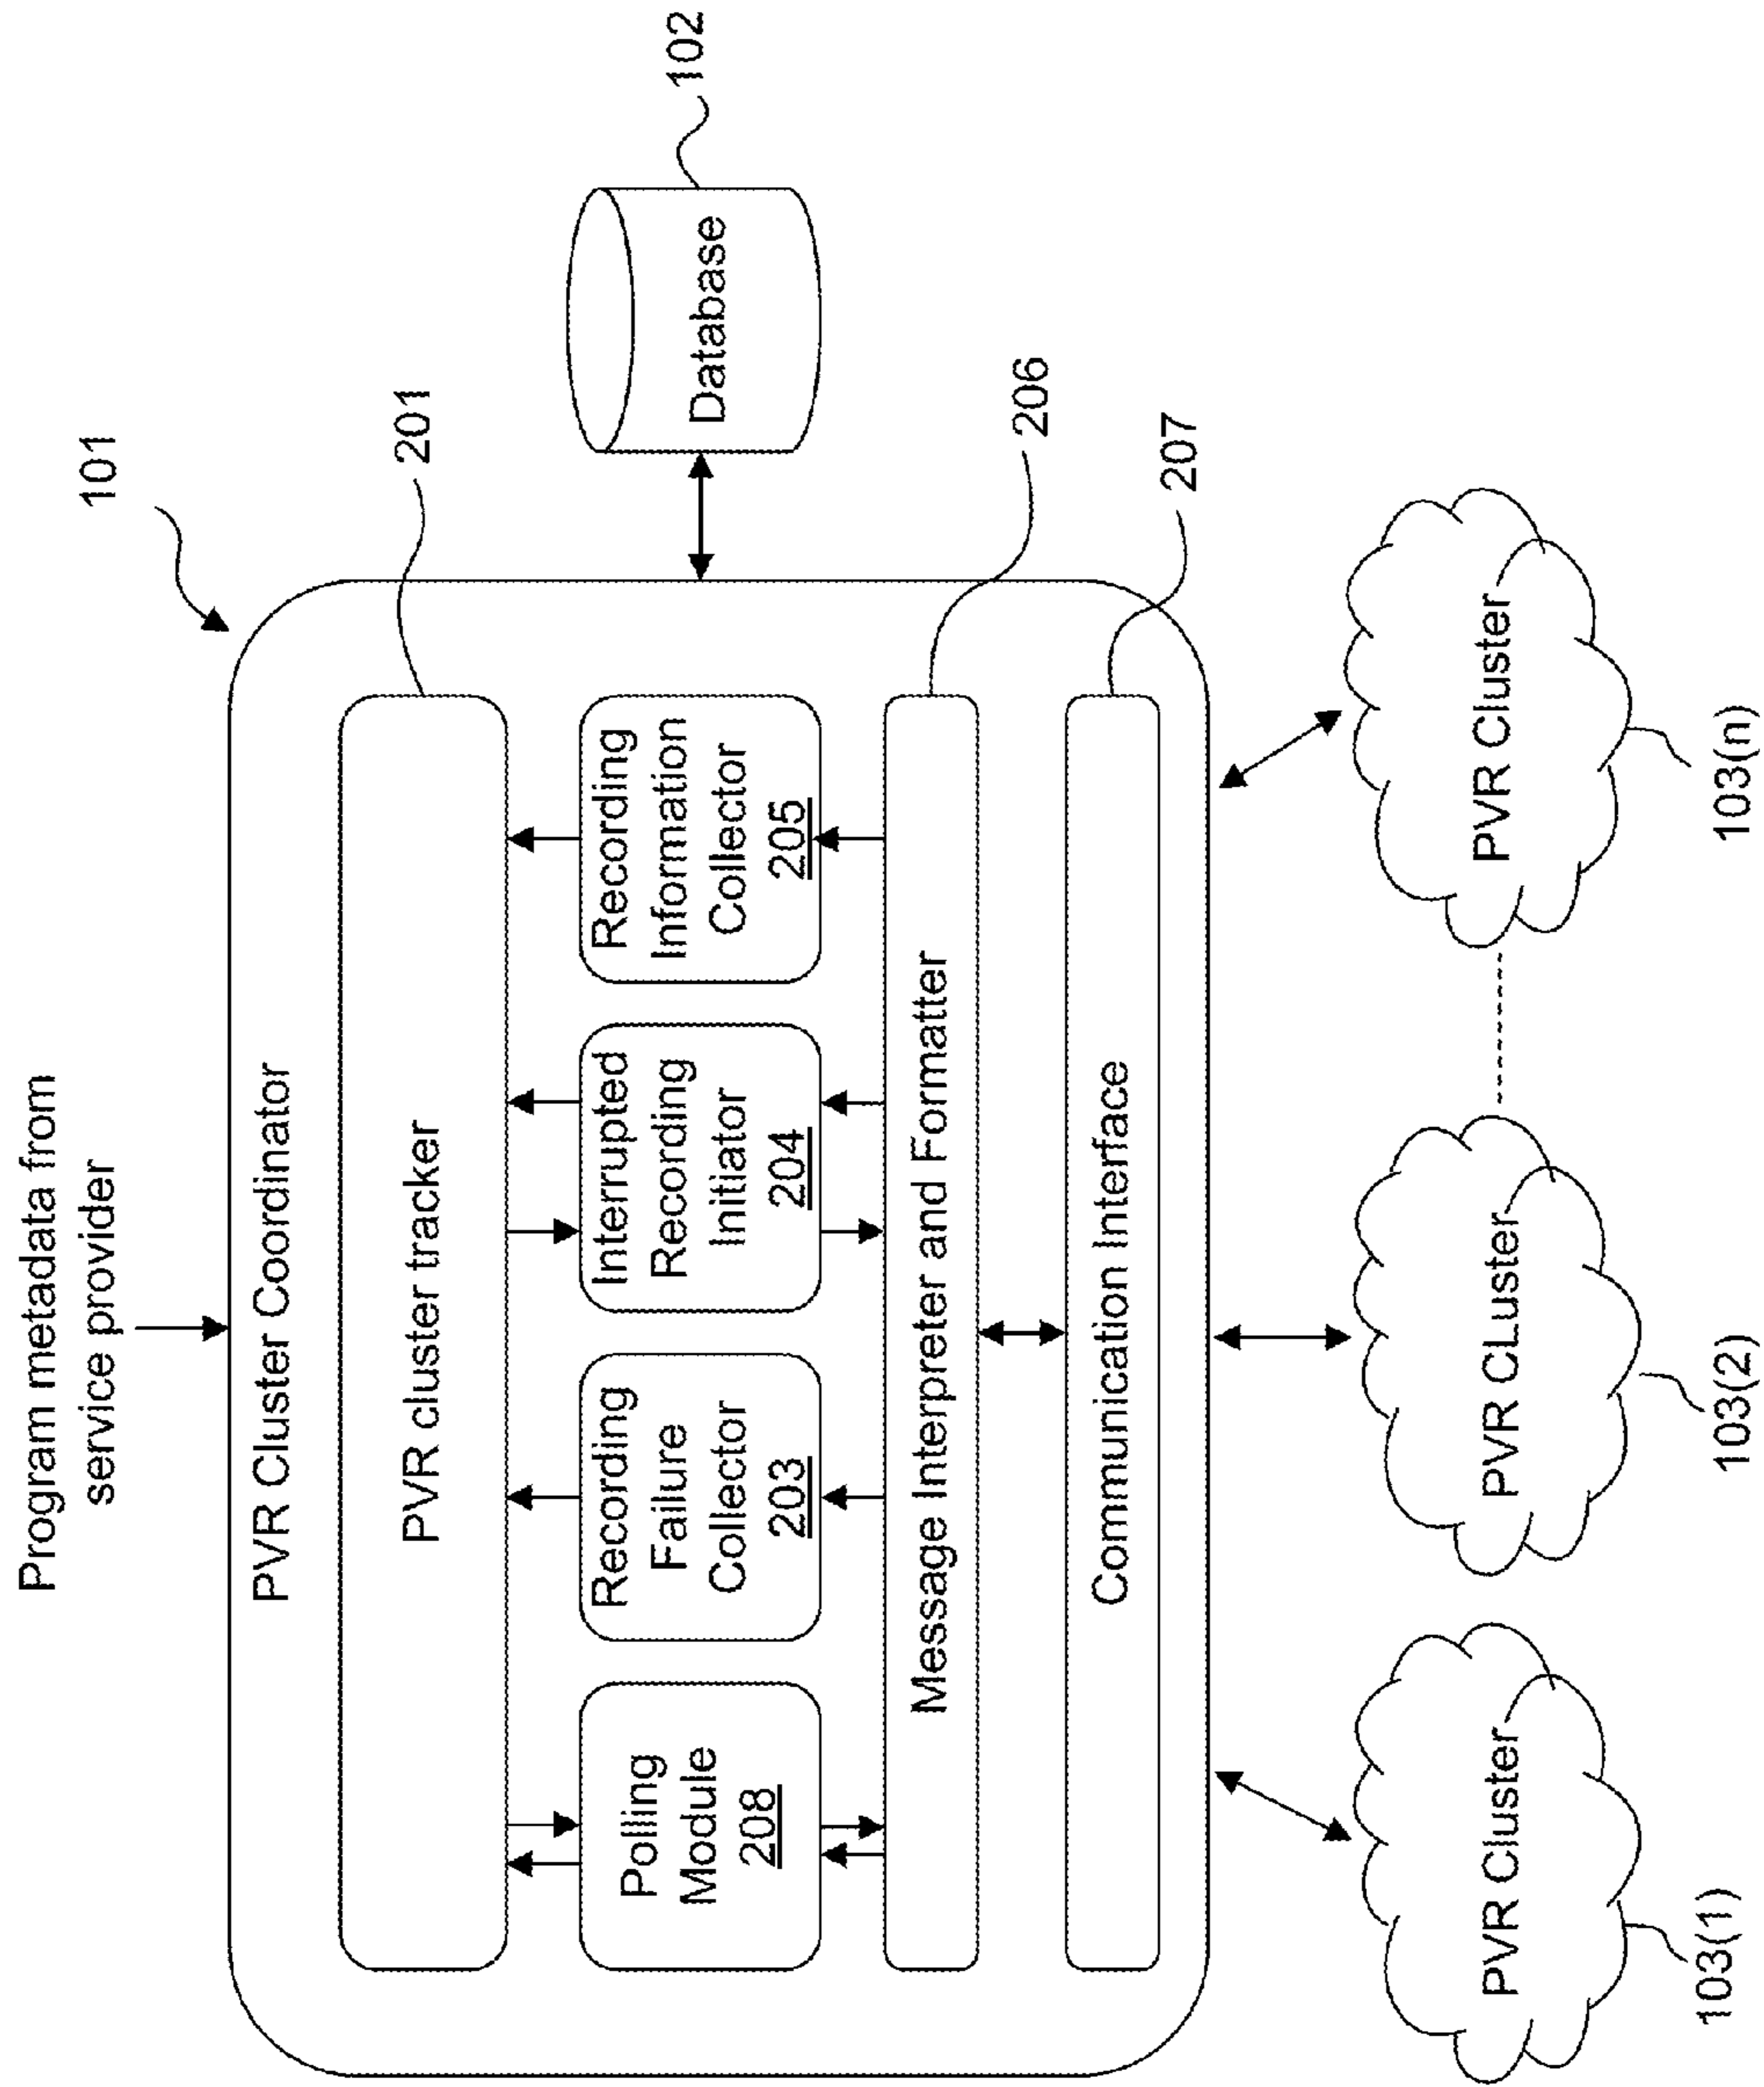 Program metadata from
service provider
101
PVR Cluster Coordinator
PVR cluster tracker
201
Polling
Module
208
Recording
Failure
Collector
203
Interrupted
Recording
Initiator
204
Recording
Information
Collector
205
Database
102
Message Interpreter and Formatter
206
Communication Interface
207
PVR Cluster
103(1)
PVR CLuster
103(2)
PVR Cluster
103(n)